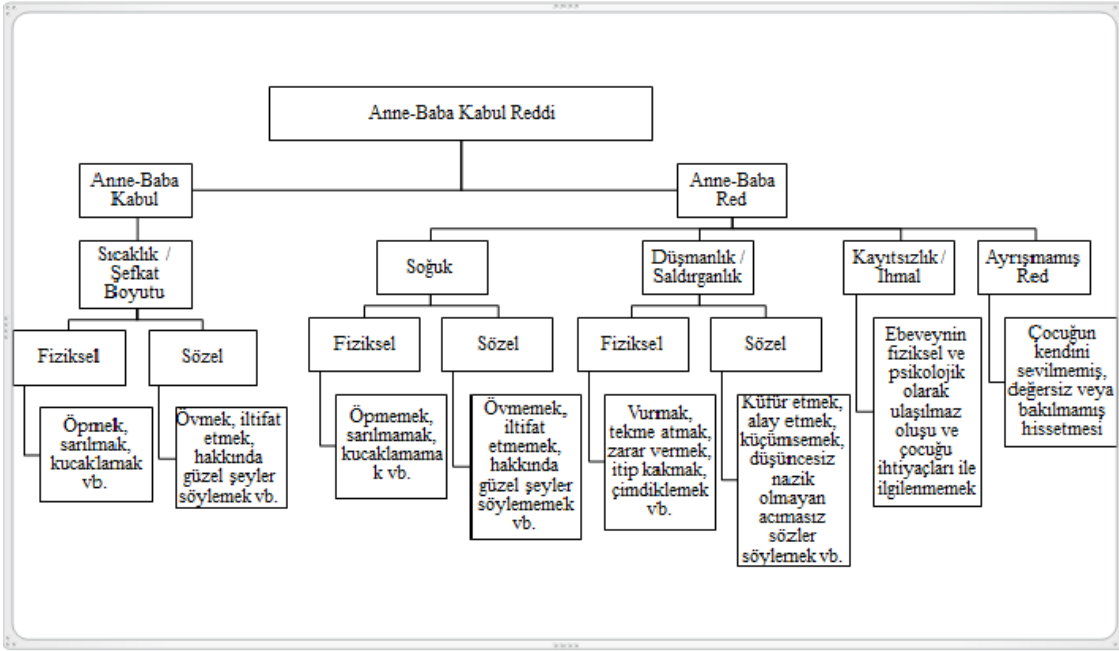 Anne-Baba Kabul Reddi
Anne-Baba
Kabul
Anne-Baba
Red
Sıcaklık /
Şefkat
Boyutu
Soğuk
Düşmanlık /
Saldırganlık
Kayıtsızlık /
İhmal
Ayrışmamış
Red
Fiziksel
Sözel
Fiziksel
Sözel
Fiziksel
Sözel
Öpmek,
sarılmak,
kucaklamak
vb.
Övmek, iltifat
etmek,
hakkında
güzel şeyler
söylemek vb.
Öpmemek,
sarılmamak,
kucaklamama
k vb.
Övmemek,
iltifat
etmemek,
hakkında
güzel şeyler
söylememek
vb.
Vurmak,
tekme atmak,
zarar vermek,
itip kakmak,
çimdiklemek
vb.
Küfür etmek,
alay etmek,
küçümsemek,
düşüncesiz
nazik
olmayan
acımasız
sözler
söylemek vb.
Ebeveynin
fiziksel ve
psikolojik
olarak
ulaşılmaz
oluşu ve
çocuğu
ihtiyaçları ile
ilgilenmemek
Çocuğun
kendini
sevilmemiş,
değersiz veya
bakılmamış
hissetmesi